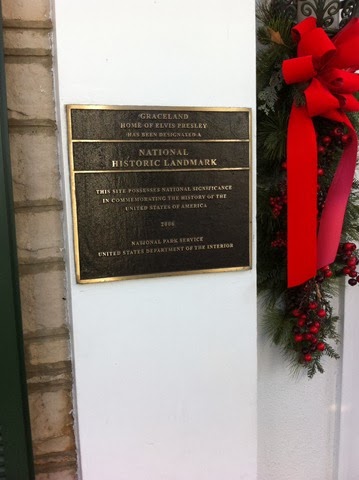 GRACELAND
HOME OF ELVIS PRESLEY
HAS BEEN DESIGNATED A
NATIONAL
HISTORIC LANDMARK
THIS SITE POSSESSES NATIONAL SIGNIFICANCE
IN COMMEMORATING THE HISTORY OF THE
UNITED STATES OF AMERICA
2006
NATIONAL PARK SERVICE
UNITED STATES DEPARTMENT OF THE INTERIOR